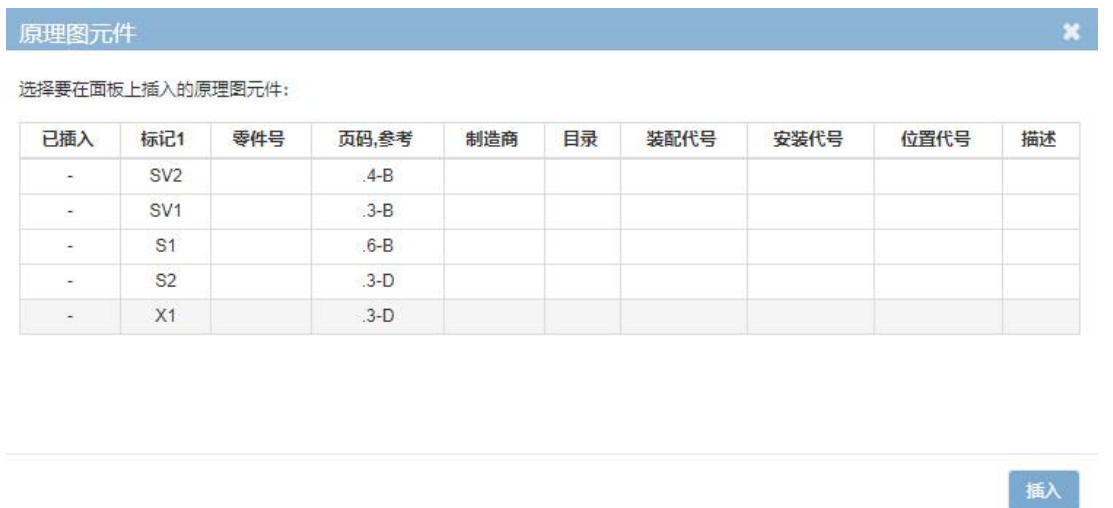 原理图元件
选择要在面板上插入的原理图元件:
已插入 标记1 零件号 页码,参考 制造商 目录 装配代号 安装代号 位置代号 描述
- SV2 .4-B
- SV1 .3-B
- S1 .6-B
- S2 .3-D
- X1 .3-D
插入